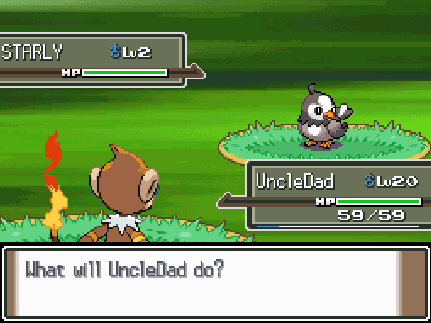 STARLY ♂Lv2
HP
UncleDad ♂Lv20
HP
59/59
What will UncleDad do?